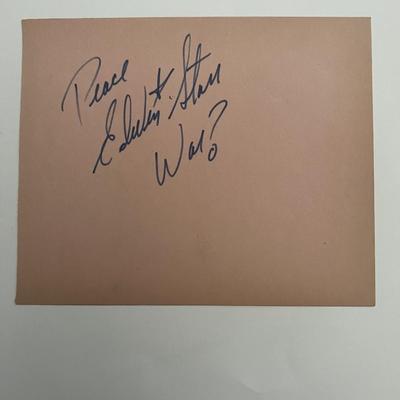 Peace
Edwin Starr
War?